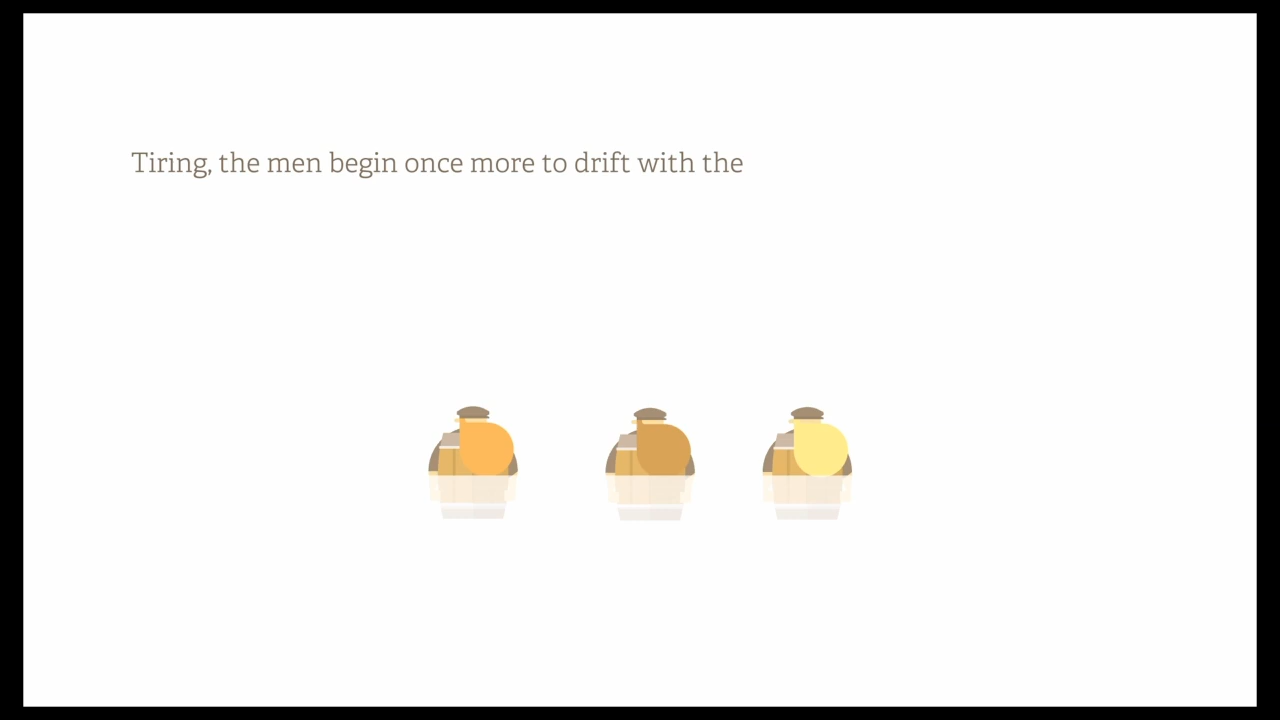 Tiring, the men begin once more to drift with the